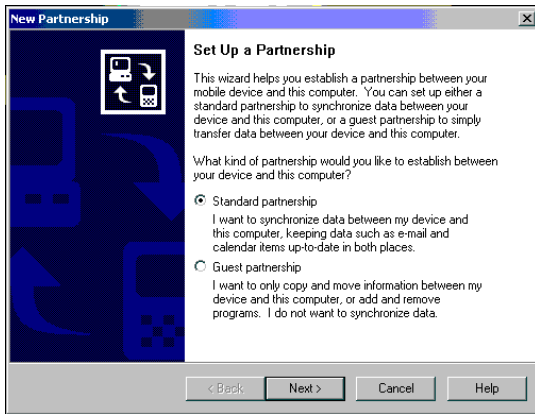 New Partnership
Set Up a Partnership
This wizard helps you establish a partnership between your
mobile device and this computer. You can set up either a
standard partnership to synchronize data between your
device and this computer, or a guest partnership to simply
transfer data between your device and this computer.
What kind of partnership would you like to establish between
your device and this computer?
Standard partnership
I want to synchronize data between my device and
this computer, keeping data such as e-mail and
calendar items up-to-date in both places.
Guest partnership
I want to only copy and move information between my
device and this computer, or add and remove
programs. I do not want to synchronize data.
< Back Next > Cancel Help